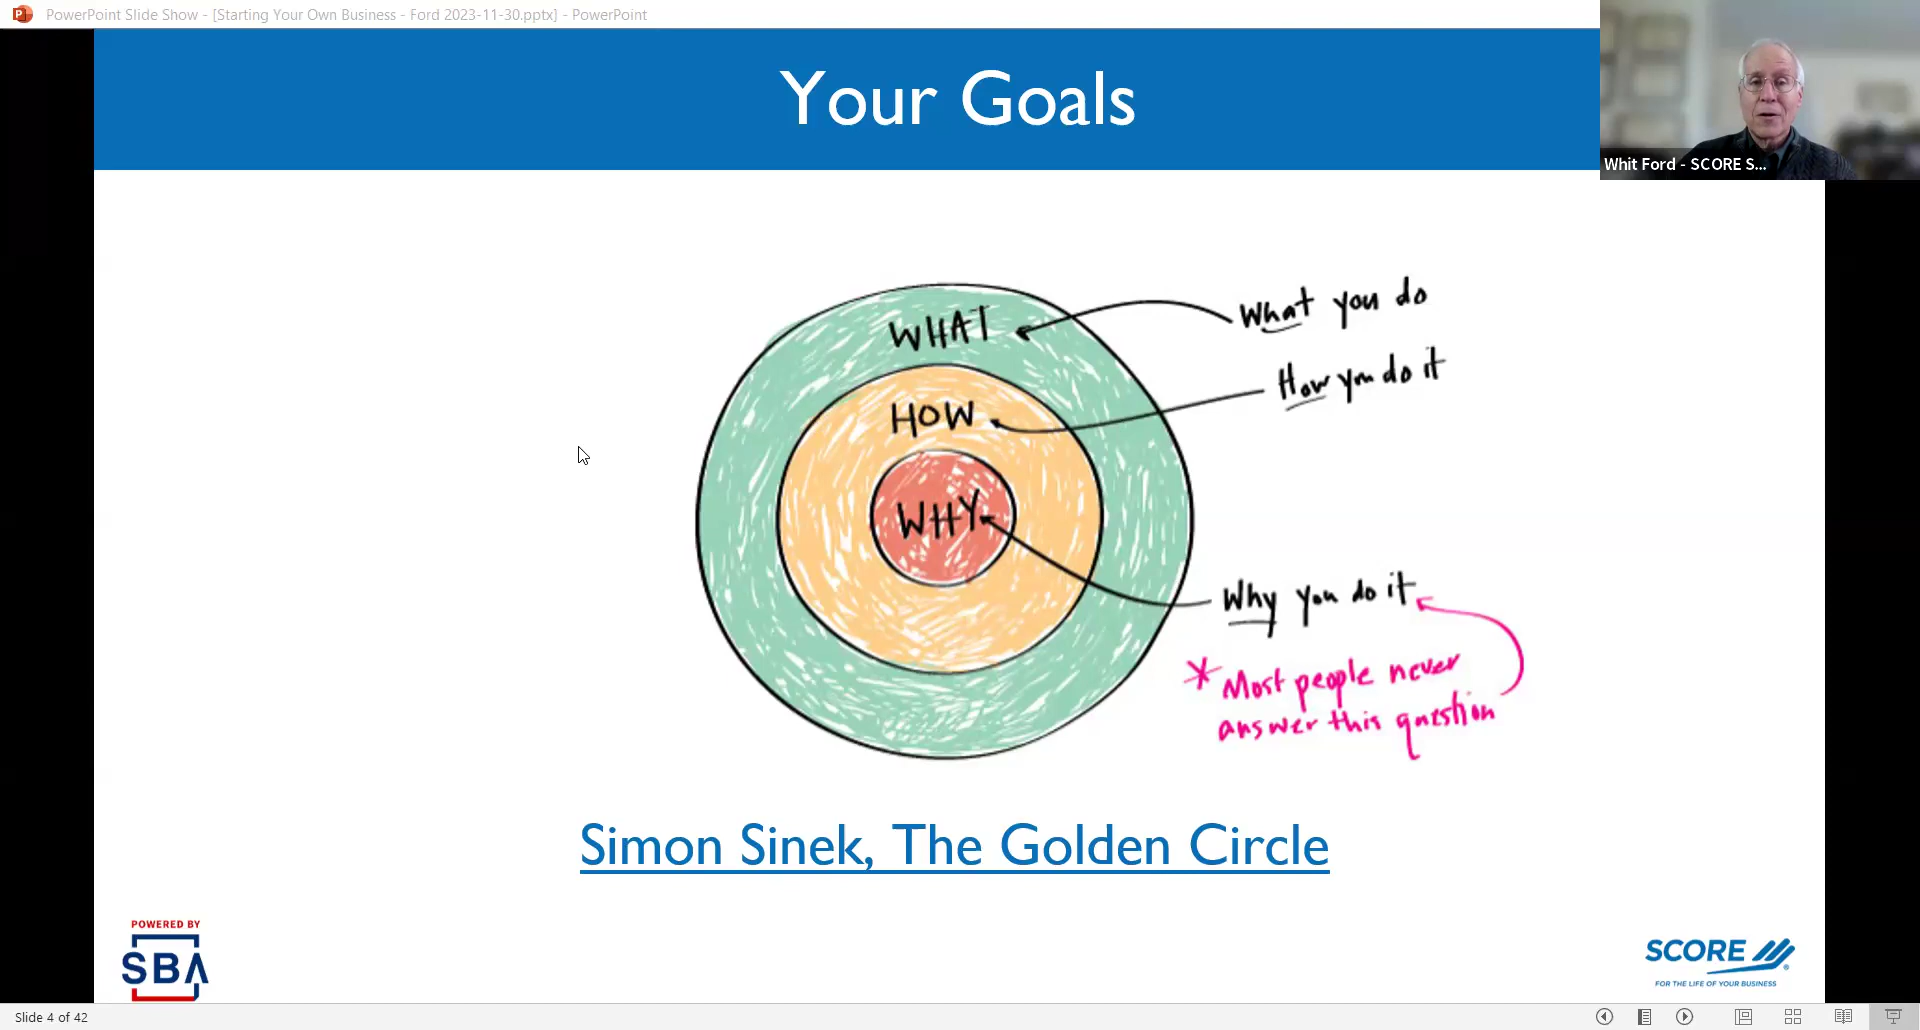 PowerPoint Slide Show - [Starting Your Own Business - Ford 2023-11-30.pptx] - PowerPoint
Your Goals
Whit Ford - SCORE S...
WHAT
What you do
HOW
How you do it
WHY
Why you do it
* Most people never
answer this question
Simon Sinek, The Golden Circle
POWERED BY
SBA
SCORE
FOR THE LIFE OF YOUR BUSINESS
Slide 4 of 42